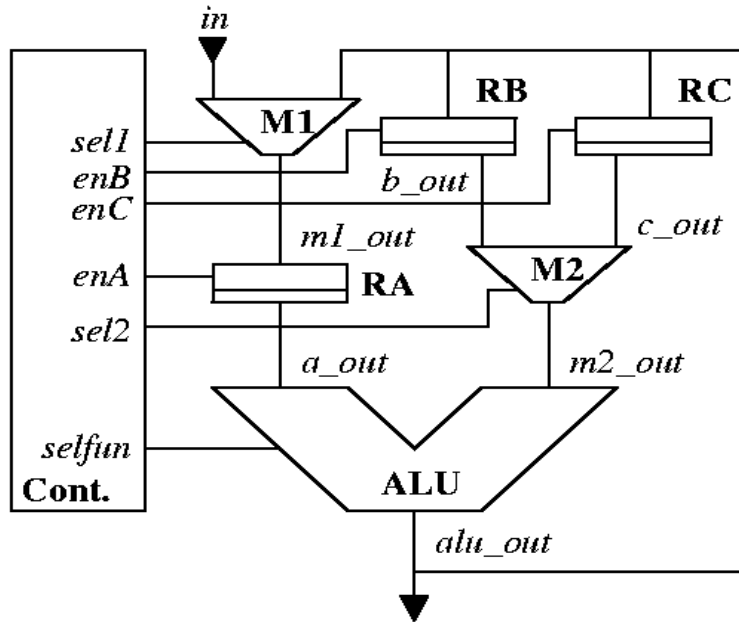 in
RB
RC
M1
sel1
enB
b_out
enC
c_out
m1_out
M2
enA
RA
sel2
a_out
m2_out
selfun
ALU
Cont.
alu_out